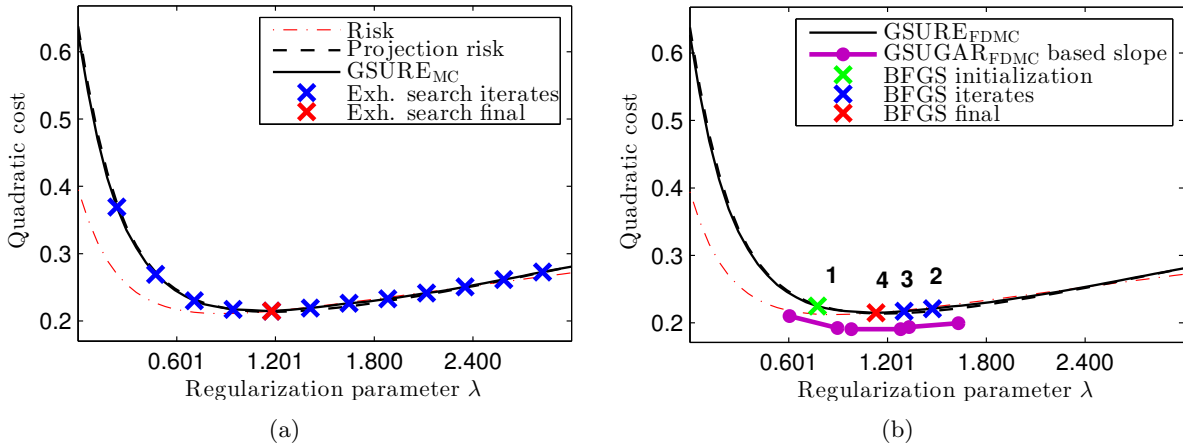 Risk
Projection risk
GSURE_MC
Exh. search iterates
Exh. search final
0.6
0.5
0.4
0.3
0.2
Quadratic cost
0.601
1.201
1.800
2.400
Regularization parameter λ
(a)
GSURE_FDMC
GSUGAR_FDMC based slope
BFGS initialization
BFGS iterates
BFGS final
0.6
0.5
0.4
0.3
0.2
Quadratic cost
1
4
3
2
0.601
1.201
1.800
2.400
Regularization parameter λ
(b)